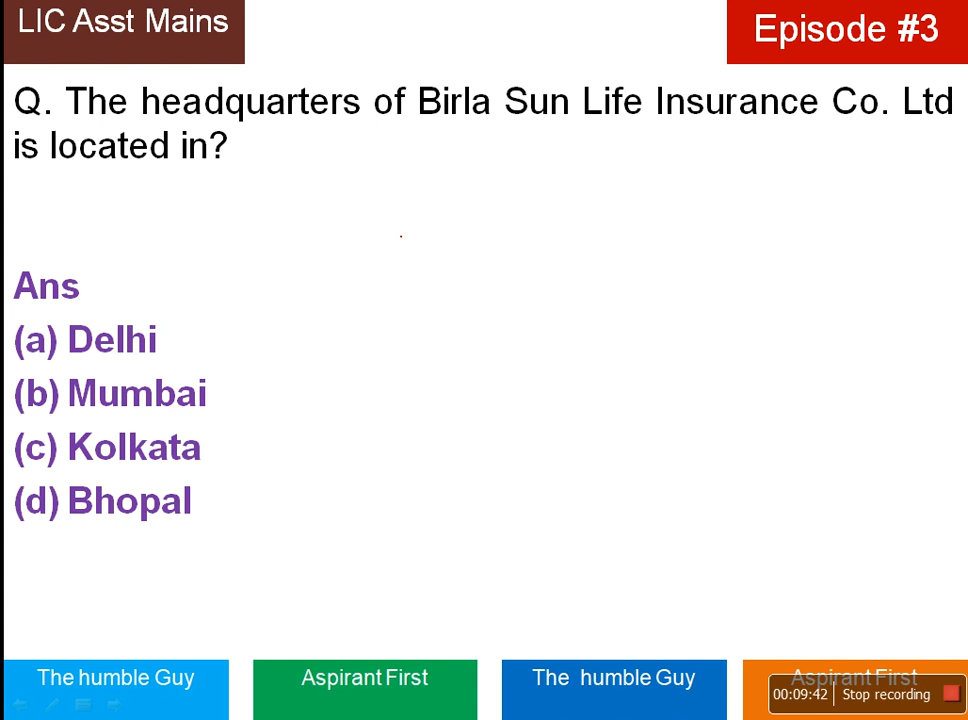 LIC Asst Mains
Episode #3
Q. The headquarters of Birla Sun Life Insurance Co. Ltd
is located in?
Ans
(a) Delhi
(b) Mumbai
(c) Kolkata
(d) Bhopal
The humble Guy
Aspirant First
The humble Guy
Aspirant First
00:09:42 Stop recording